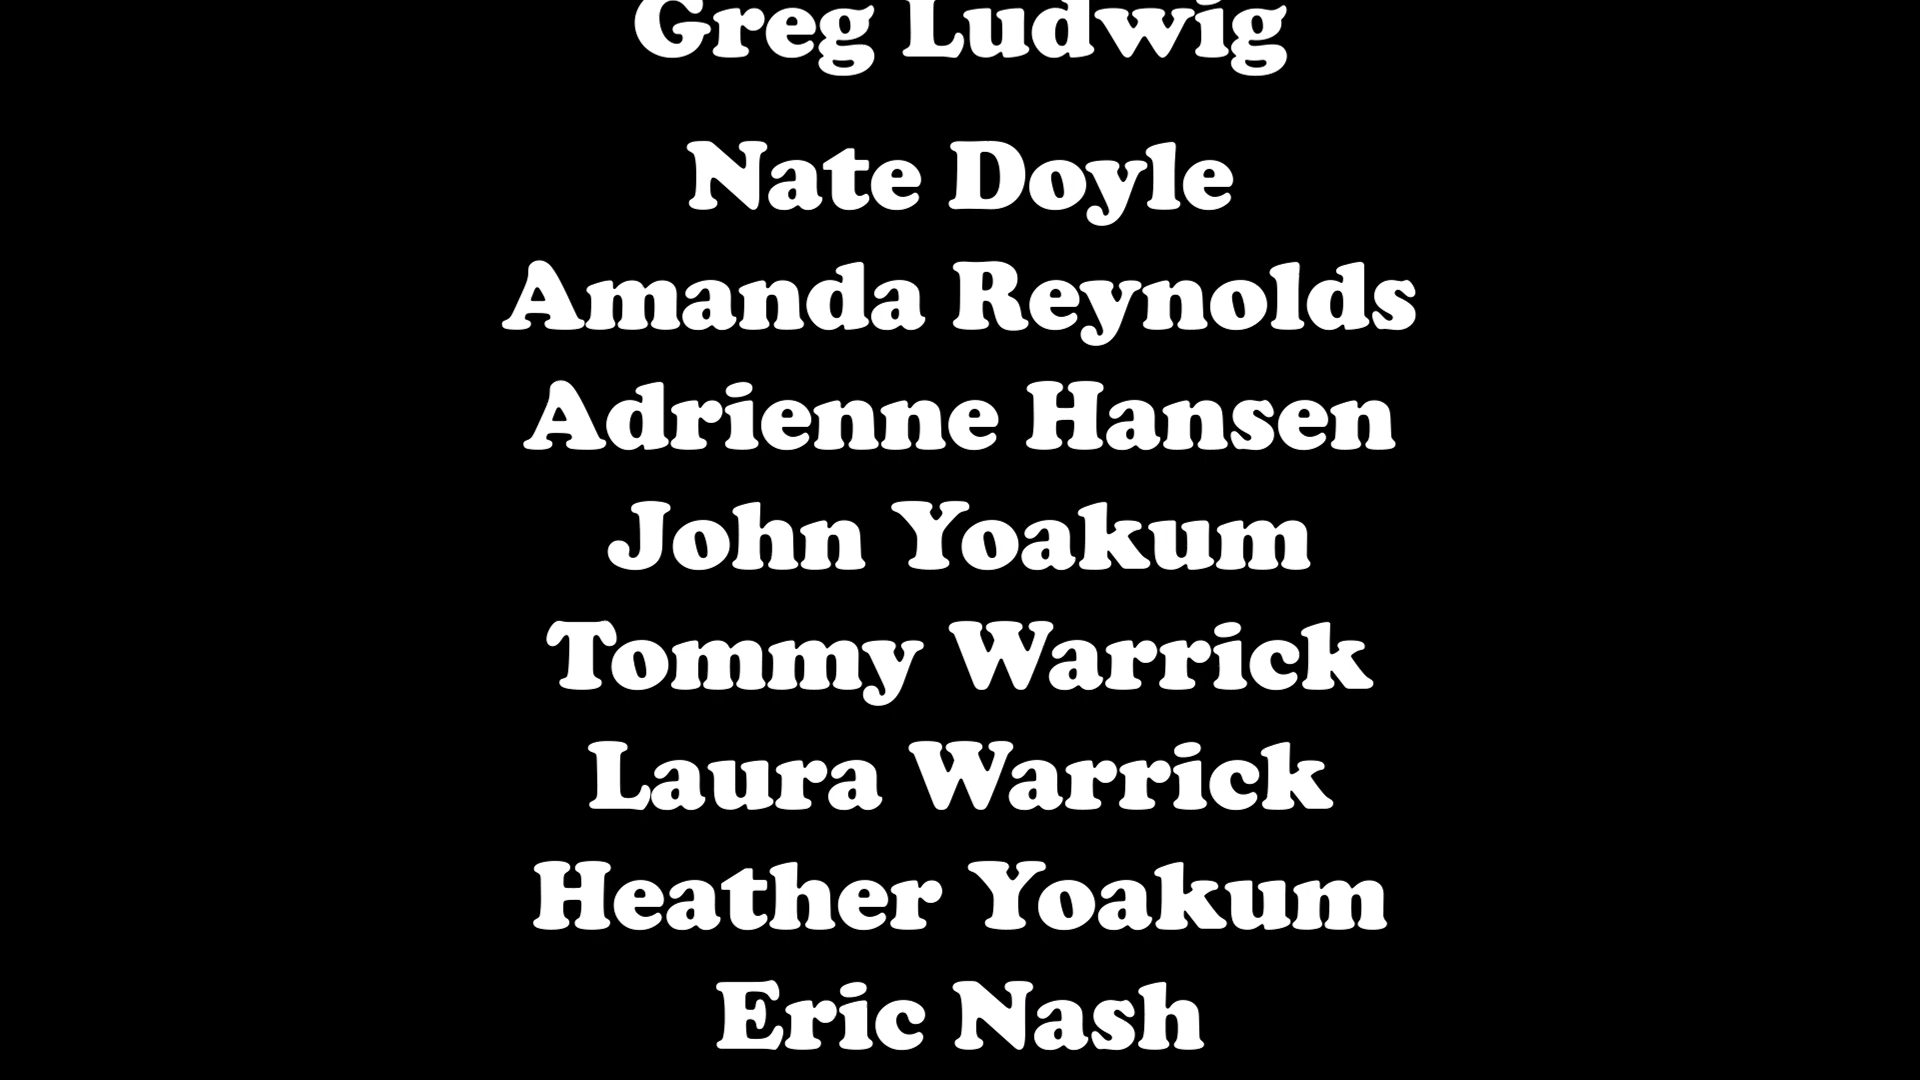 Greg Ludwig
Nate Doyle
Amanda Reynolds
Adrienne Hansen
John Yoakum
Tommy Warrick
Laura Warrick
Heather Yoakum
Eric Nash